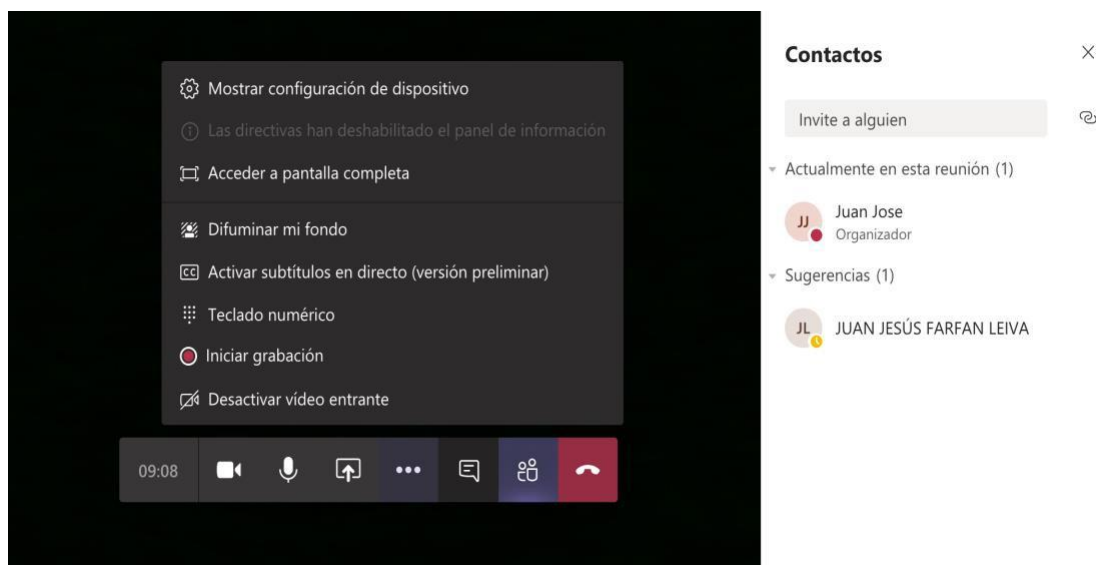 Mostrar configuración de dispositivo
Las directivas han deshabilitado el panel de información
Acceder a pantalla completa
Difuminar mi fondo
CC Activar subtítulos en directo (versión preliminar)
Teclado numérico
Iniciar grabación
Desactivar vídeo entrante
09:08
Contactos
Invite a alguien
Actualmente en esta reunión (1)
JJ Juan Jose
Organizador
Sugerencias (1)
JL JUAN JESÚS FARFAN LEIVA